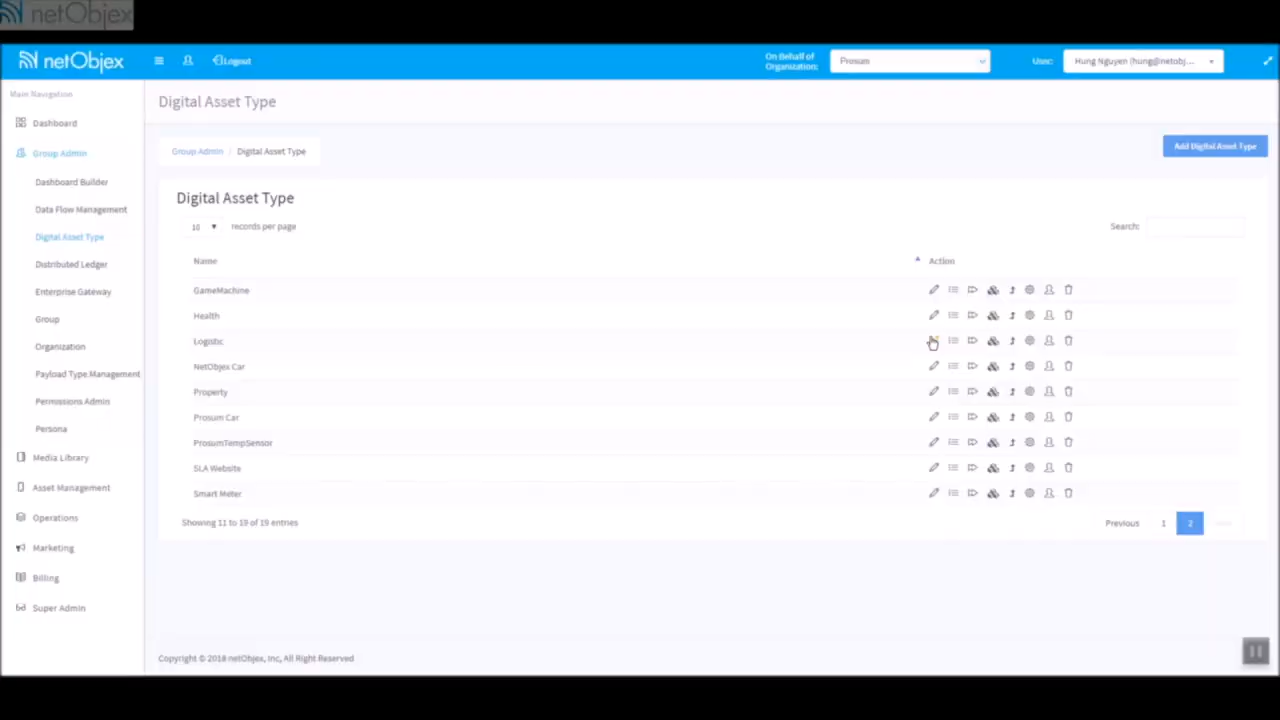 netObjex
netObjex
Logout
On Behalf of
Organization:
Prosum
User:
Hung Nguyen (hung@netobj...
Main Navigation
Digital Asset Type
Dashboard
Group Admin
Group Admin / Digital Asset Type
Add Digital Asset Type
Dashboard Builder
Data Flow Management
Digital Asset Type
Distributed Ledger
Enterprise Gateway
Group
Organization
Payload Type Management
Permissions Admin
Persona
Media Library
Asset Management
Operations
Marketing
Billing
Super Admin
Digital Asset Type
10 records per page
Search:
Name Action
GameMachine
Health
Logistic
NetObjex Car
Property
Prosum Car
ProsumTempSensor
SLA Website
Smart Meter
Showing 11 to 19 of 19 entries
Previous 1 2
Copyright © 2018 netObjex, Inc, All Right Reserved